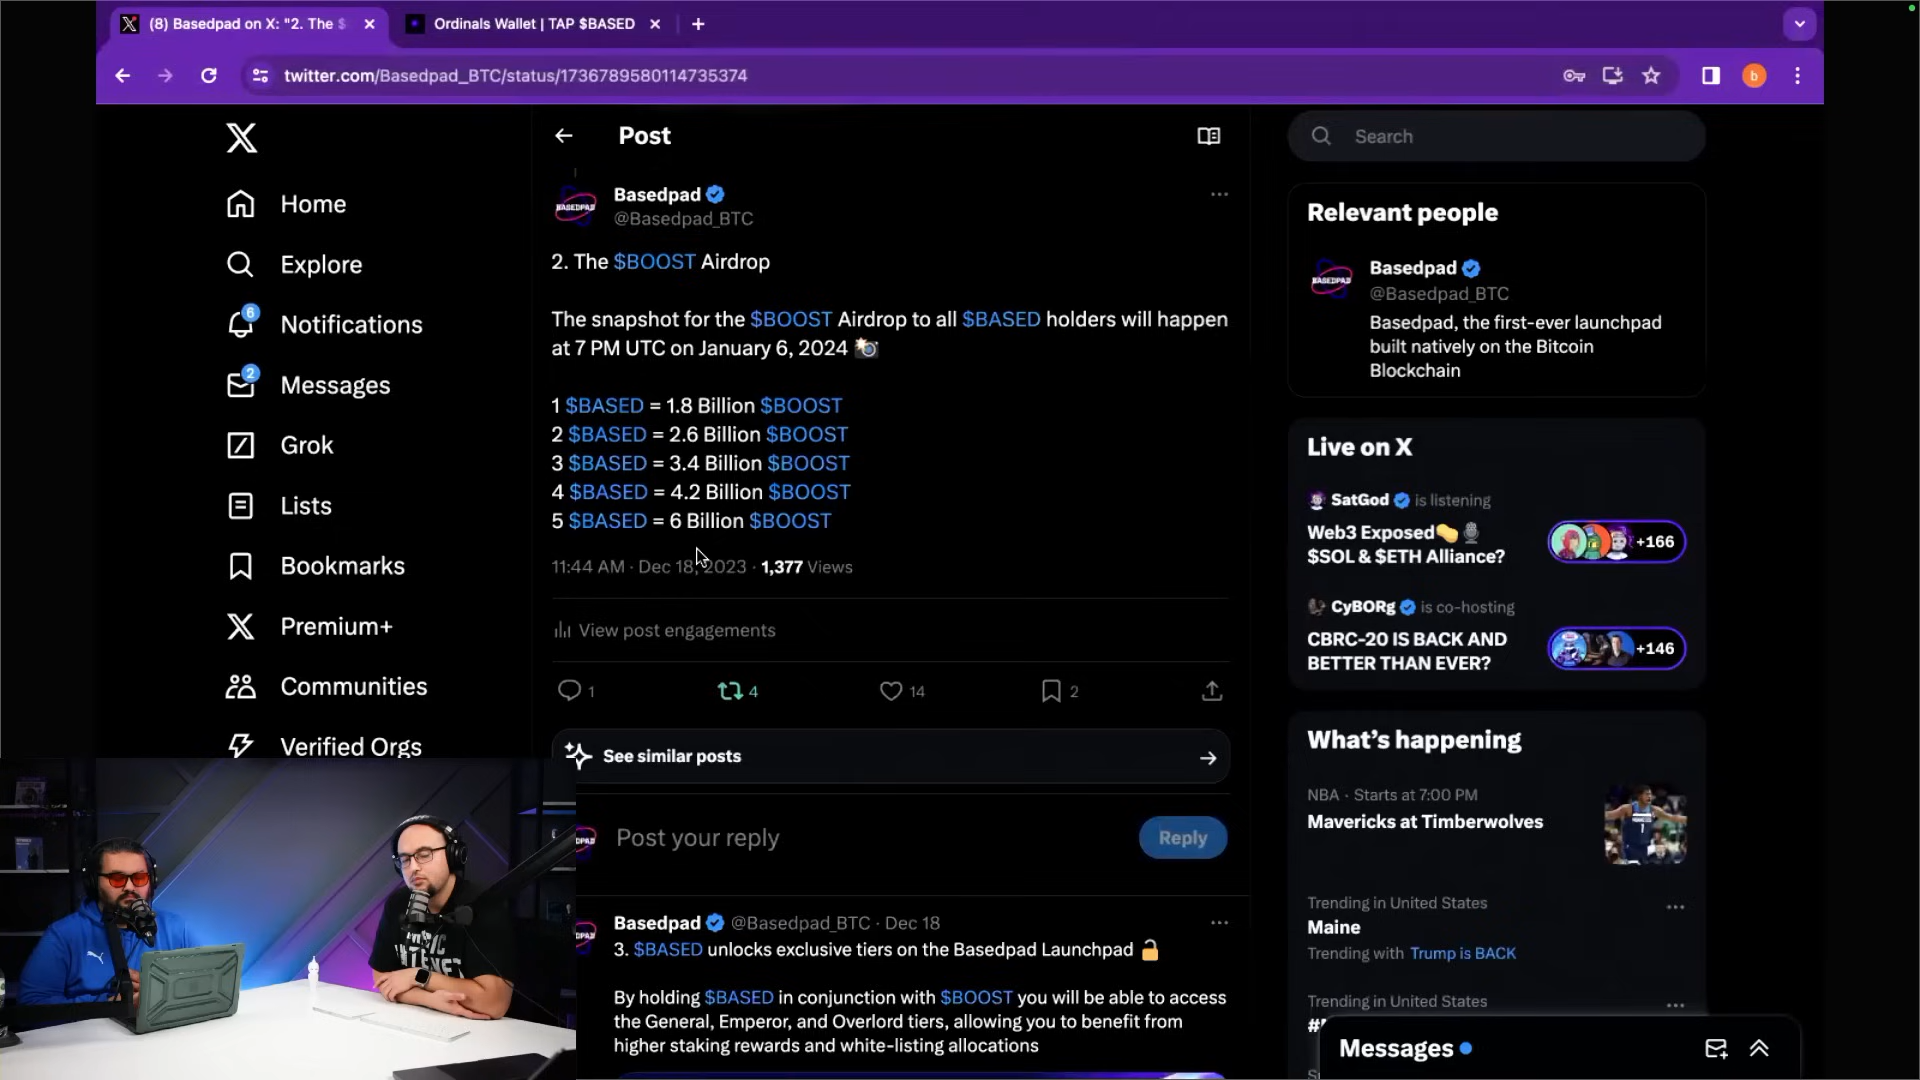 (8) Basedpad on X: "2. The $
Ordinals Wallet | TAP $BASED
twitter.com/Basedpad_BTC/status/1736789580114735374
b
Home
Explore
6
Notifications
2
Messages
Grok
Lists
Bookmarks
Premium+
Communities
Verified Orgs
Post
BASEDPAD
Basedpad
@Basedpad_BTC
2. The $BOOST Airdrop
The snapshot for the $BOOST Airdrop to all $BASED holders will happen
at 7 PM UTC on January 6, 2024
1 $BASED = 1.8 Billion $BOOST
2 $BASED = 2.6 Billion $BOOST
3 $BASED = 3.4 Billion $BOOST
4 $BASED = 4.2 Billion $BOOST
5 $BASED = 6 Billion $BOOST
11:44 AM · Dec 18, 2023 · 1,377 Views
View post engagements
1
4
14
2
See similar posts
Post your reply
Reply
Basedpad @Basedpad_BTC · Dec 18
3. $BASED unlocks exclusive tiers on the Basedpad Launchpad
By holding $BASED in conjunction with $BOOST you will be able to access
the General, Emperor, and Overlord tiers, allowing you to benefit from
higher staking rewards and white-listing allocations
Search
Relevant people
BASEDPAD
Basedpad
@Basedpad_BTC
Basedpad, the first-ever launchpad
built natively on the Bitcoin
Blockchain
Live on X
SatGod is listening
Web3 Exposed
$SOL & $ETH Alliance?
+166
CyBORg is co-hosting
CBRC-20 IS BACK AND
BETTER THAN EVER?
+146
What's happening
NBA · Starts at 7:00 PM
Mavericks at Timberwolves
Trending in United States
Maine
Trending with Trump is BACK
Trending in United States
Messages